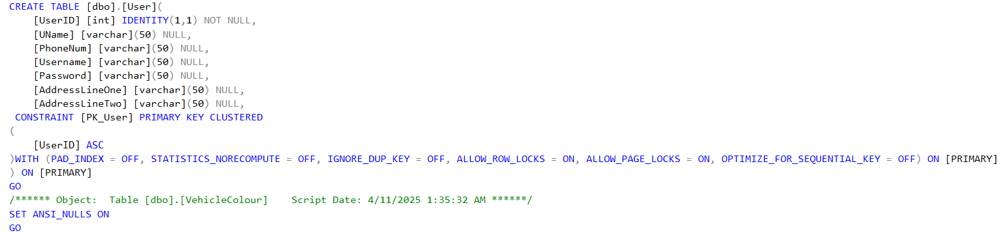 CREATE TABLE [dbo].[User](
    [UserID] [int] IDENTITY(1,1) NOT NULL,
    [UName] [varchar](50) NULL,
    [PhoneNum] [varchar](50) NULL,
    [Username] [varchar](50) NULL,
    [Password] [varchar](50) NULL,
    [AddressLineOne] [varchar](50) NULL,
    [AddressLineTwo] [varchar](50) NULL,
 CONSTRAINT [PK_User] PRIMARY KEY CLUSTERED
(
    [UserID] ASC
)WITH (PAD_INDEX = OFF, STATISTICS_NORECOMPUTE = OFF, IGNORE_DUP_KEY = OFF, ALLOW_ROW_LOCKS = ON, ALLOW_PAGE_LOCKS = ON, OPTIMIZE_FOR_SEQUENTIAL_KEY = OFF) ON [PRIMARY]
) ON [PRIMARY]
GO
/****** Object:  Table [dbo].[VehicleColour]    Script Date: 4/11/2025 1:35:32 AM ******/
SET ANSI_NULLS ON
GO